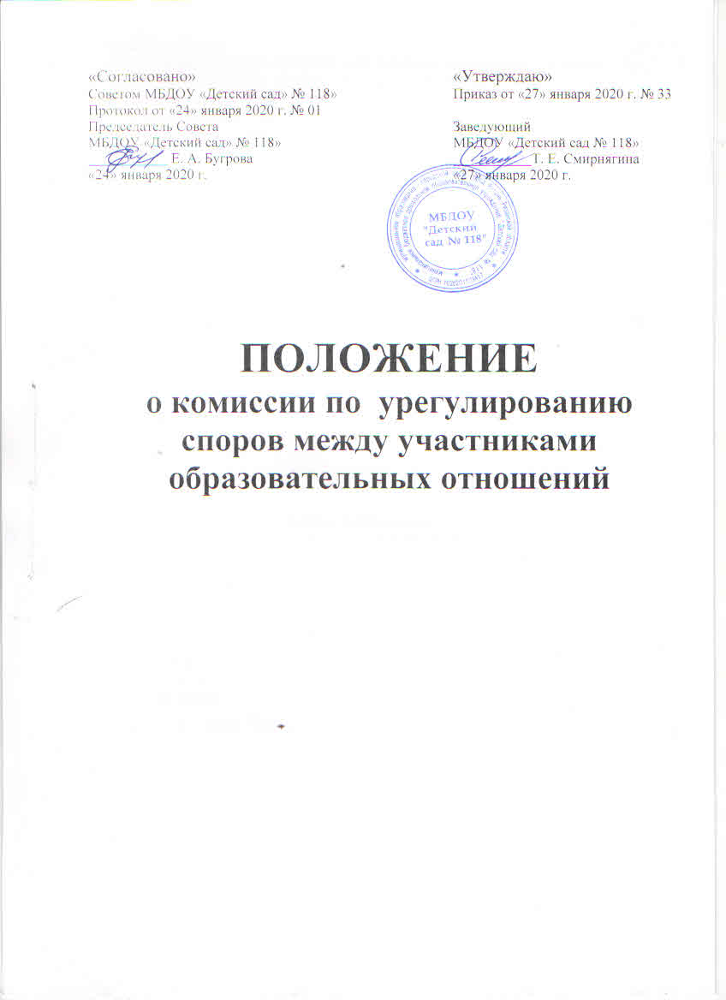 «Согласовано»
Советом МБДОУ «Детский сад» № 118»
Протокол от «24» января 2020 г. № 01
Председатель Совета
МБДОУ «Детский сад» № 118»
Е. А. Бугрова
«24» января 2020 г.
«Утверждаю»
Приказ от «27» января 2020 г. № 33
Заведующий
МБДОУ «Детский сад № 118»
Т. Е. Смирнягина
«27» января 2020 г.
МБДОУ
"Детский
сад № 118"
ПОЛОЖЕНИЕ
о комиссии по урегулированию
споров между участниками
образовательных отношений